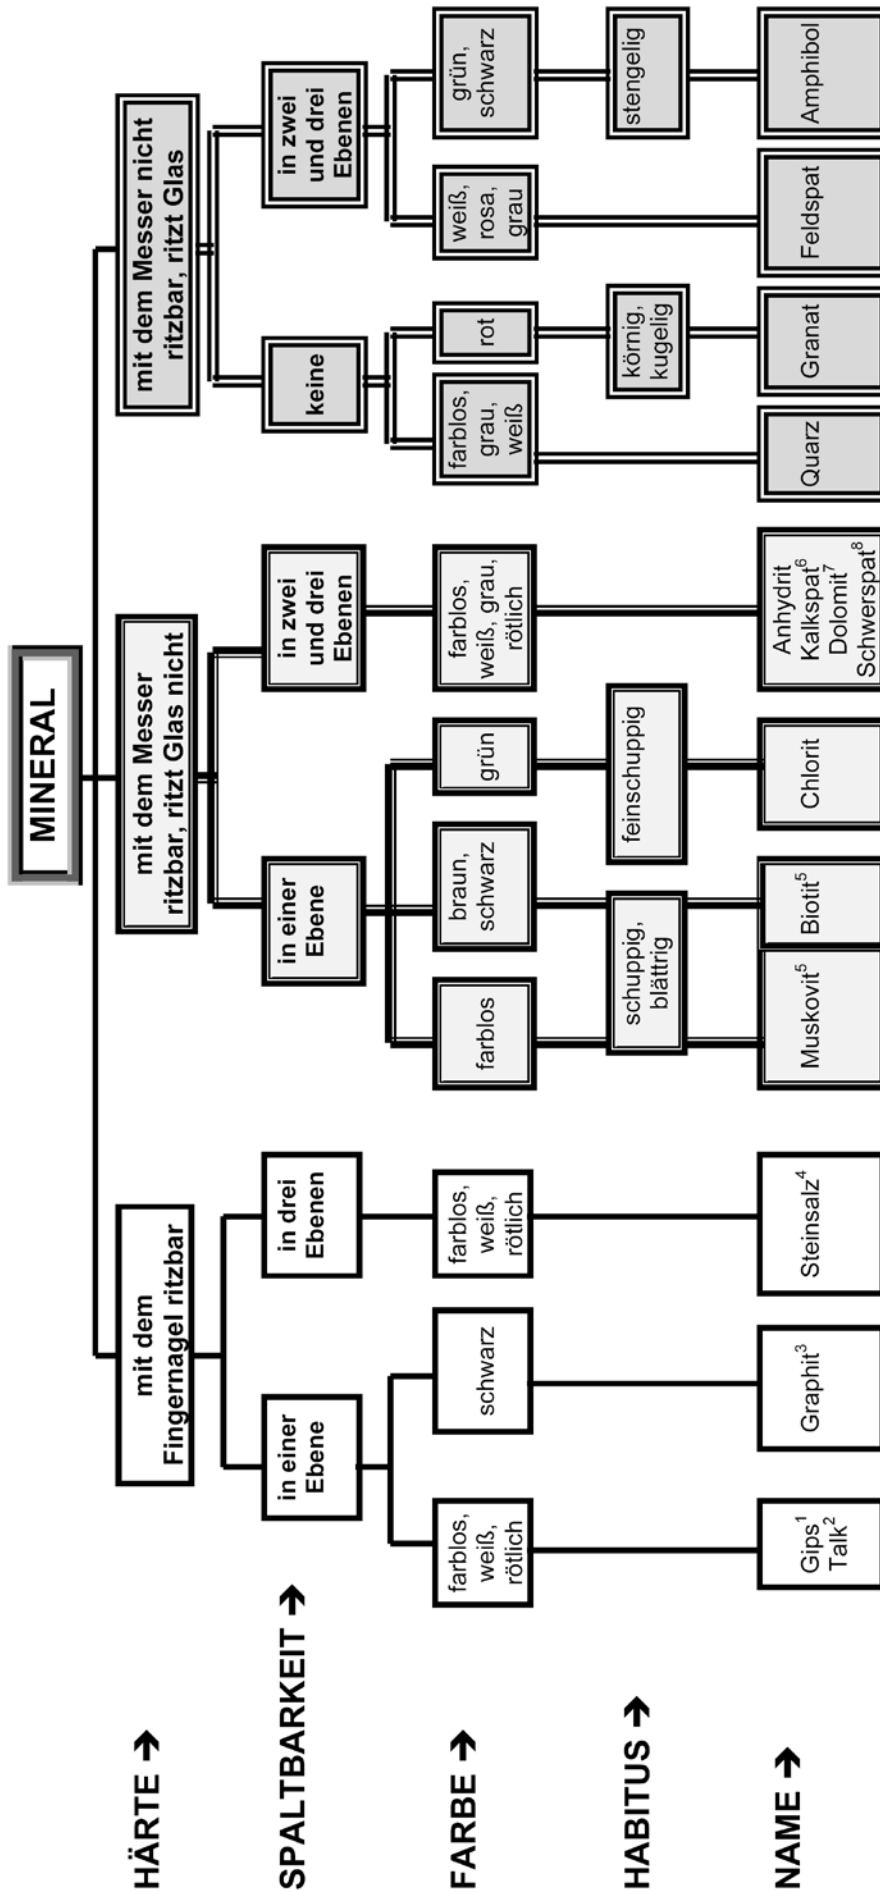 MINERAL
HÄRTE →
mit dem
Fingernagel ritzbar
mit dem Messer
ritzbar, ritzt Glas nicht
mit dem Messer nicht
ritzbar, ritzt Glas
SPALTBARKEIT →
in einer
Ebene
in drei
Ebenen
in einer
Ebene
in zwei
und drei
Ebenen
keine
in zwei
und drei
Ebenen
FARBE →
farblos,
weiß,
rötlich
schwarz
farblos,
weiß,
rötlich
farblos
braun,
schwarz
grün
farblos,
weiß, grau,
rötlich
farblos,
grau,
weiß
rot
weiß,
rosa,
grau
grün,
schwarz
HABITUS →
schuppig,
blättrig
feinschuppig
körnig,
kugelig
stengelig
NAME →
Gips¹
Talk²
Graphit³
Steinsalz⁴
Muskovit⁵
Biotit⁵
Chlorit
Anhydrit
Kalkspat⁶
Dolomit⁷
Schwerspat⁸
Quarz
Granat
Feldspat
Amphibol